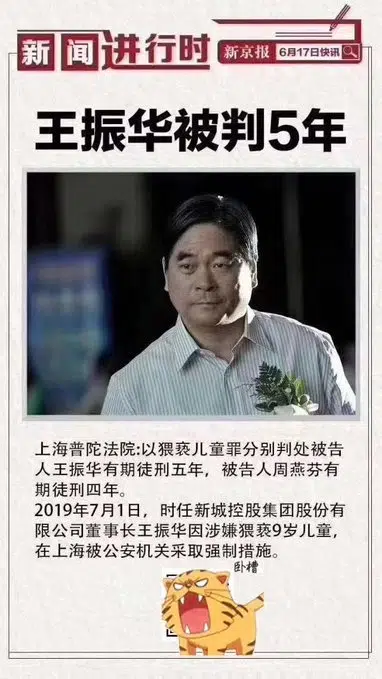 新闻进行时
新京报 6月17日快讯
王振华被判5年
上海普陀法院:以猥亵儿童罪分别判处被告
人王振华有期徒刑五年，被告人周燕芬有
期徒刑四年。
2019年7月1日，时任新城控股集团股份有
限公司董事长王振华因涉嫌猥亵9岁儿童，
在上海被公安机关采取强制措施。
卧槽